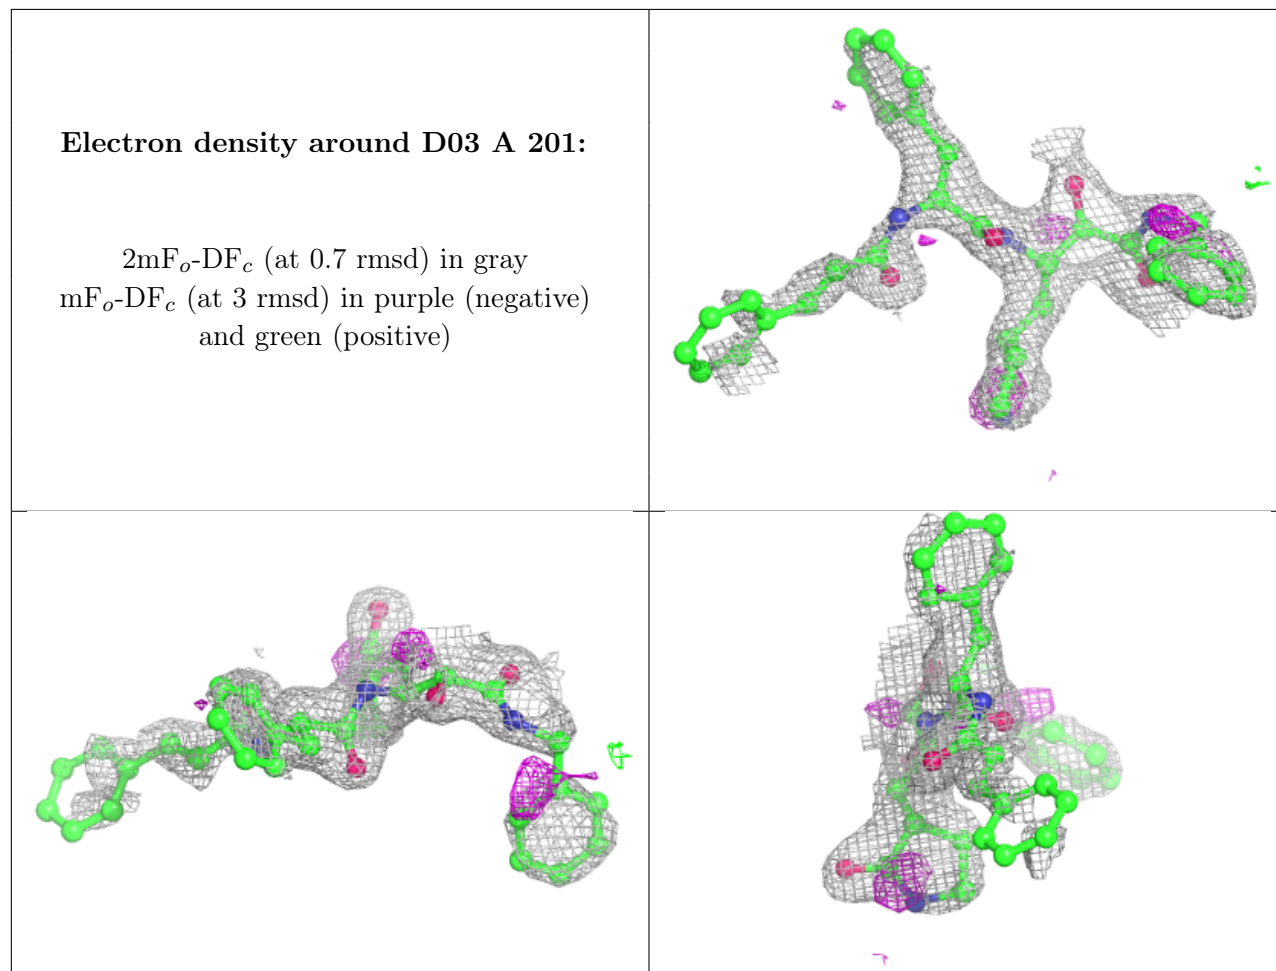 Electron density around D03 A 201:
2mFo-DFc (at 0.7 rmsd) in gray
mFo-DFc (at 3 rmsd) in purple (negative)
and green (positive)